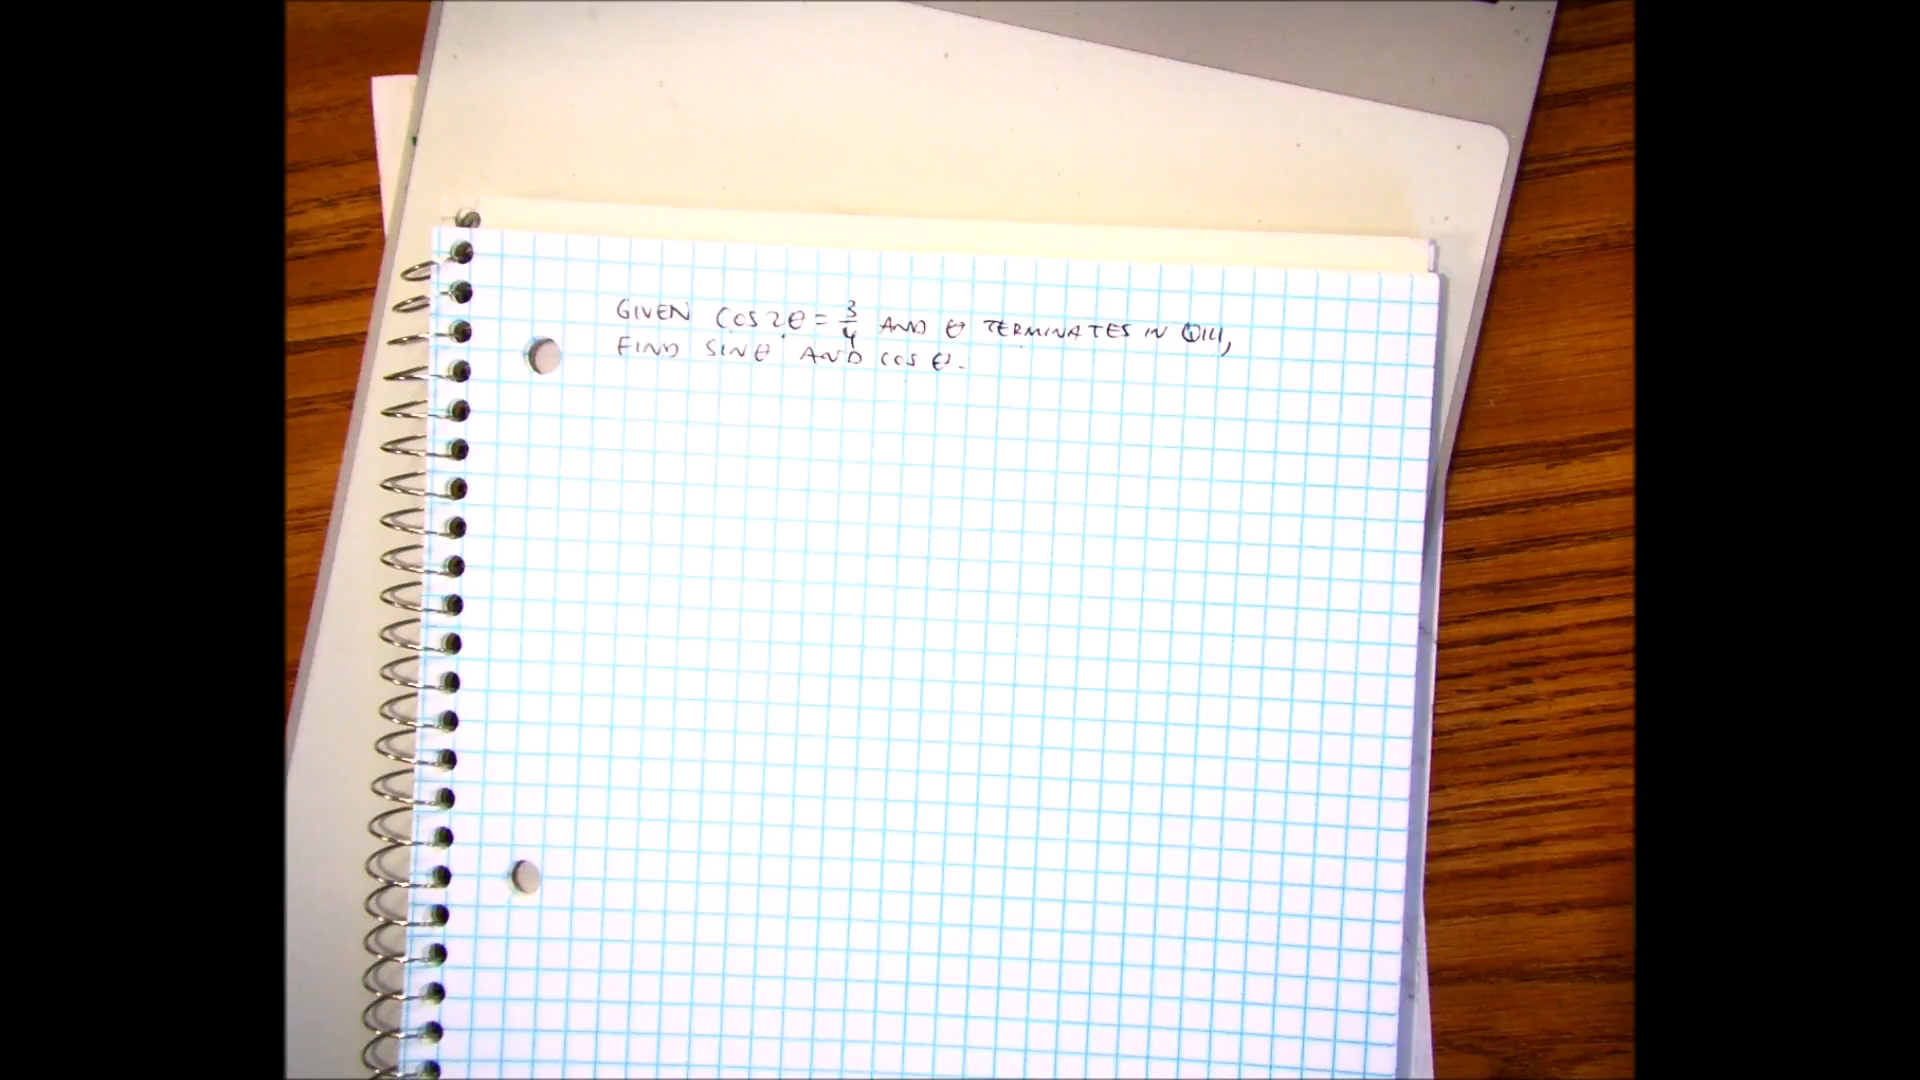 GIVEN COS 2θ = 3/4 AND θ TERMINATES IN QIII,
FIND SIN θ AND COS θ.